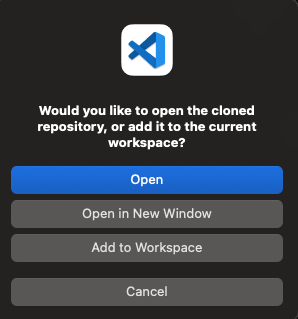 Would you like to open the cloned
repository, or add it to the current
workspace?
Open
Open in New Window
Add to Workspace
Cancel